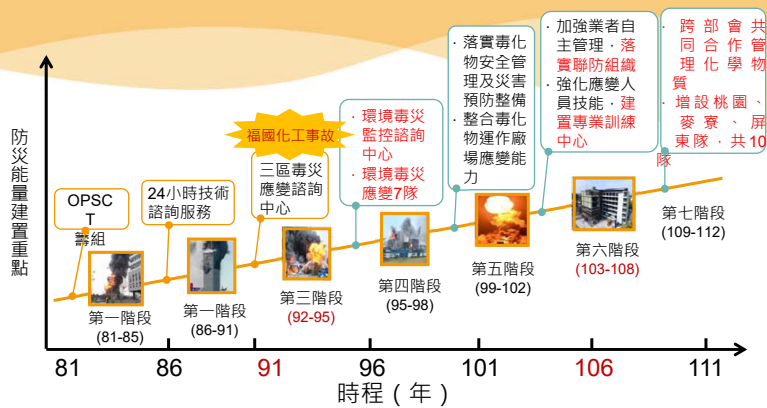 防災能量建置重點
OPSC
T
籌組
24小時技術
諮詢服務
福國化工事故
三區毒災
應變諮詢
中心
· 環境毒災
監控諮詢
中心
· 環境毒災
應變7隊
· 落實毒化
物安全管
理及災害
預防整備
· 整合毒化
物運作廠
場應變能
力
· 加強業者自
主管理，落
實聯防組織
· 強化應變人
員技能，建
置專業訓練
中心
· 跨部會共
同合作管
理化學物
質
· 增設桃園、
麥寮、屏
東隊，共10
隊
第一階段
(81-85)
第一階段
(86-91)
第三階段
(92-95)
第四階段
(95-98)
第五階段
(99-102)
第六階段
(103-108)
第七階段
(109-112)
81 86 91 96 101 106 111
時程（年）